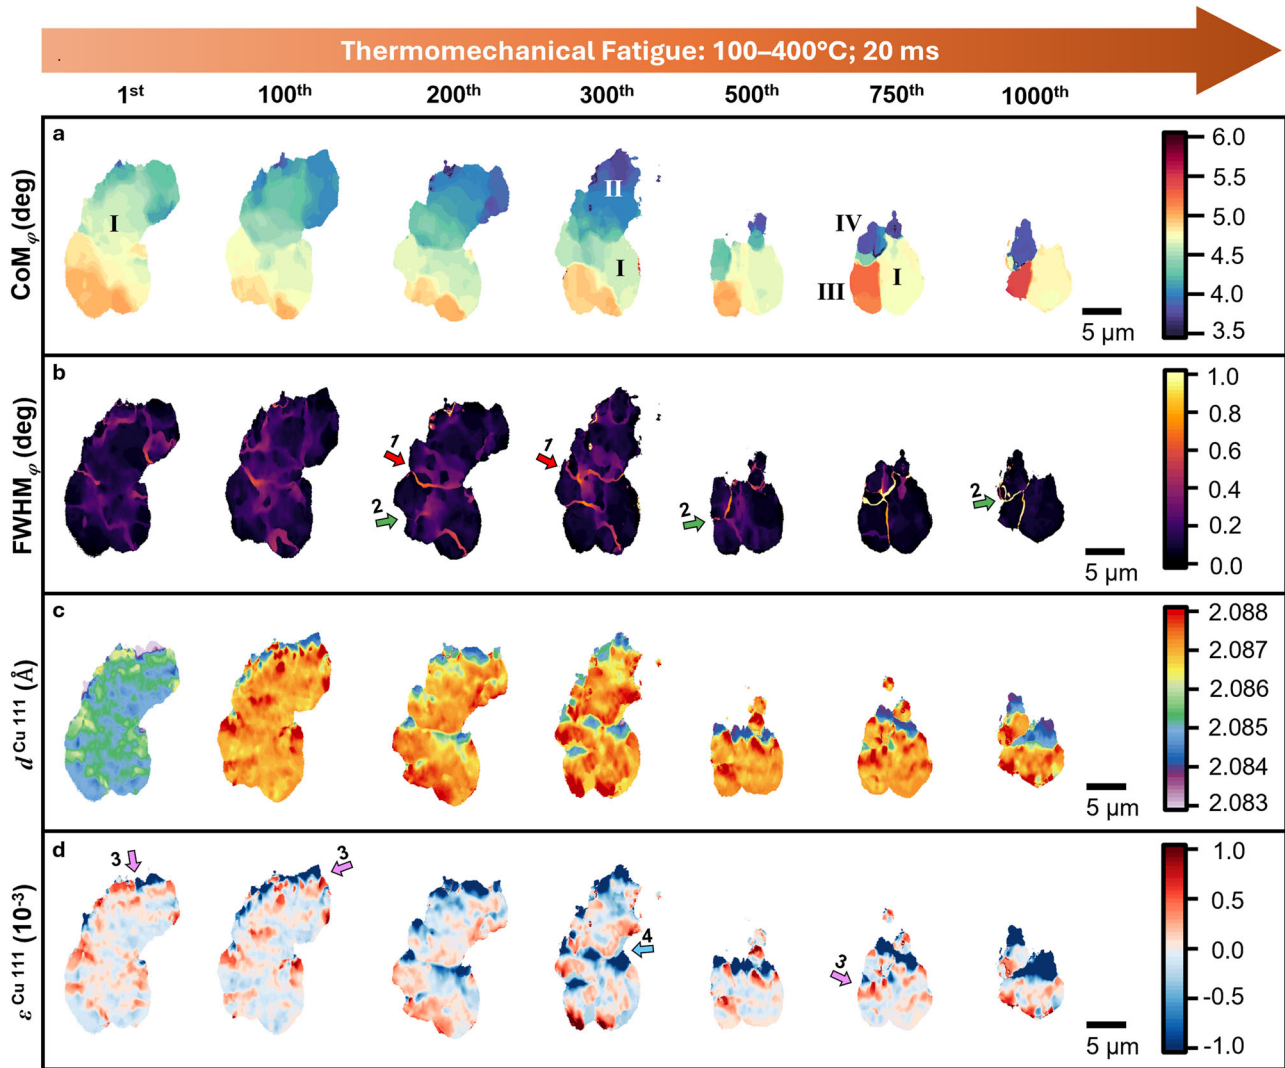 Thermomechanical Fatigue: 100–400°C; 20 ms
1st 100th 200th 300th 500th 750th 1000th
a
CoMφ (deg)
I
II
I
IV
III
I
5 µm
6.0
5.5
5.0
4.5
4.0
3.5
b
FWHMφ (deg)
1
2
1
2
2
5 µm
1.0
0.8
0.6
0.4
0.2
0.0
c
d Cu 111 (Å)
5 µm
2.088
2.087
2.086
2.085
2.084
2.083
d
ε Cu 111 (10-3)
3
3
4
3
5 µm
1.0
0.5
0.0
-0.5
-1.0